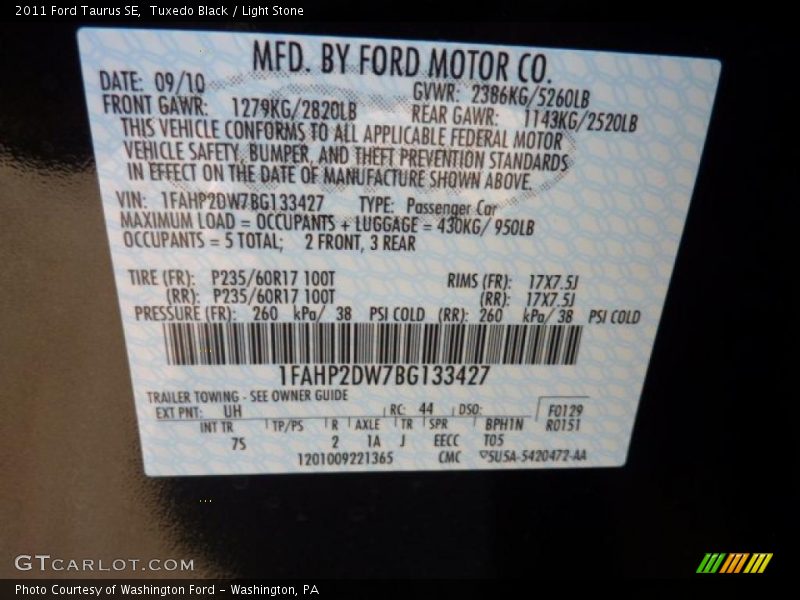 2011 Ford Taurus SE,  Tuxedo Black / Light Stone
MFD. BY FORD MOTOR CO.
DATE: 09/10 GVWR: 2386KG/5260LB
FRONT GAWR: 1279KG/2820LB REAR GAWR: 1143KG/2520LB
THIS VEHICLE CONFORMS TO ALL APPLICABLE FEDERAL MOTOR
VEHICLE SAFETY, BUMPER, AND THEFT PREVENTION STANDARDS
IN EFFECT ON THE DATE OF MANUFACTURE SHOWN ABOVE.
VIN: 1FAHP2DW7BG133427 TYPE: Passenger Car
MAXIMUM LOAD = OCCUPANTS + LUGGAGE = 430KG/ 950LB
OCCUPANTS = 5 TOTAL; 2 FRONT, 3 REAR
TIRE (FR): P235/60R17 100T RIMS (FR): 17X7.5J
(RR): P235/60R17 100T (RR): 17X7.5J
PRESSURE (FR): 260 kPa/ 38 PSI COLD (RR): 260 kPa/ 38 PSI COLD
1FAHP2DW7BG133427
TRAILER TOWING - SEE OWNER GUIDE
EXT PNT: UH RC: 44 DSO: F0129
INT TR TP/PS R AXLE TR SPR BPH1N R0151
7S 2 1A J EECC T05
1201009221365 CMC ▽SU5A-5420472-AA
GTCARLOT.COM
Photo Courtesy of Washington Ford - Washington, PA